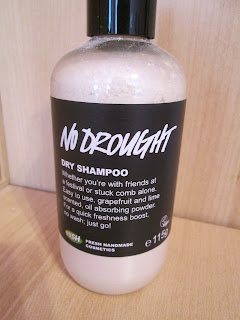 NO DROUGHT
DRY SHAMPOO
Whether you're with friends at
a festival or stuck comb alone.
Easy to use, grapefruit and lime
scented, oil absorbing powder.
For a quick freshness boost,
no wash; just go!
LUSH
FRESH HANDMADE
COSMETICS
e 115g